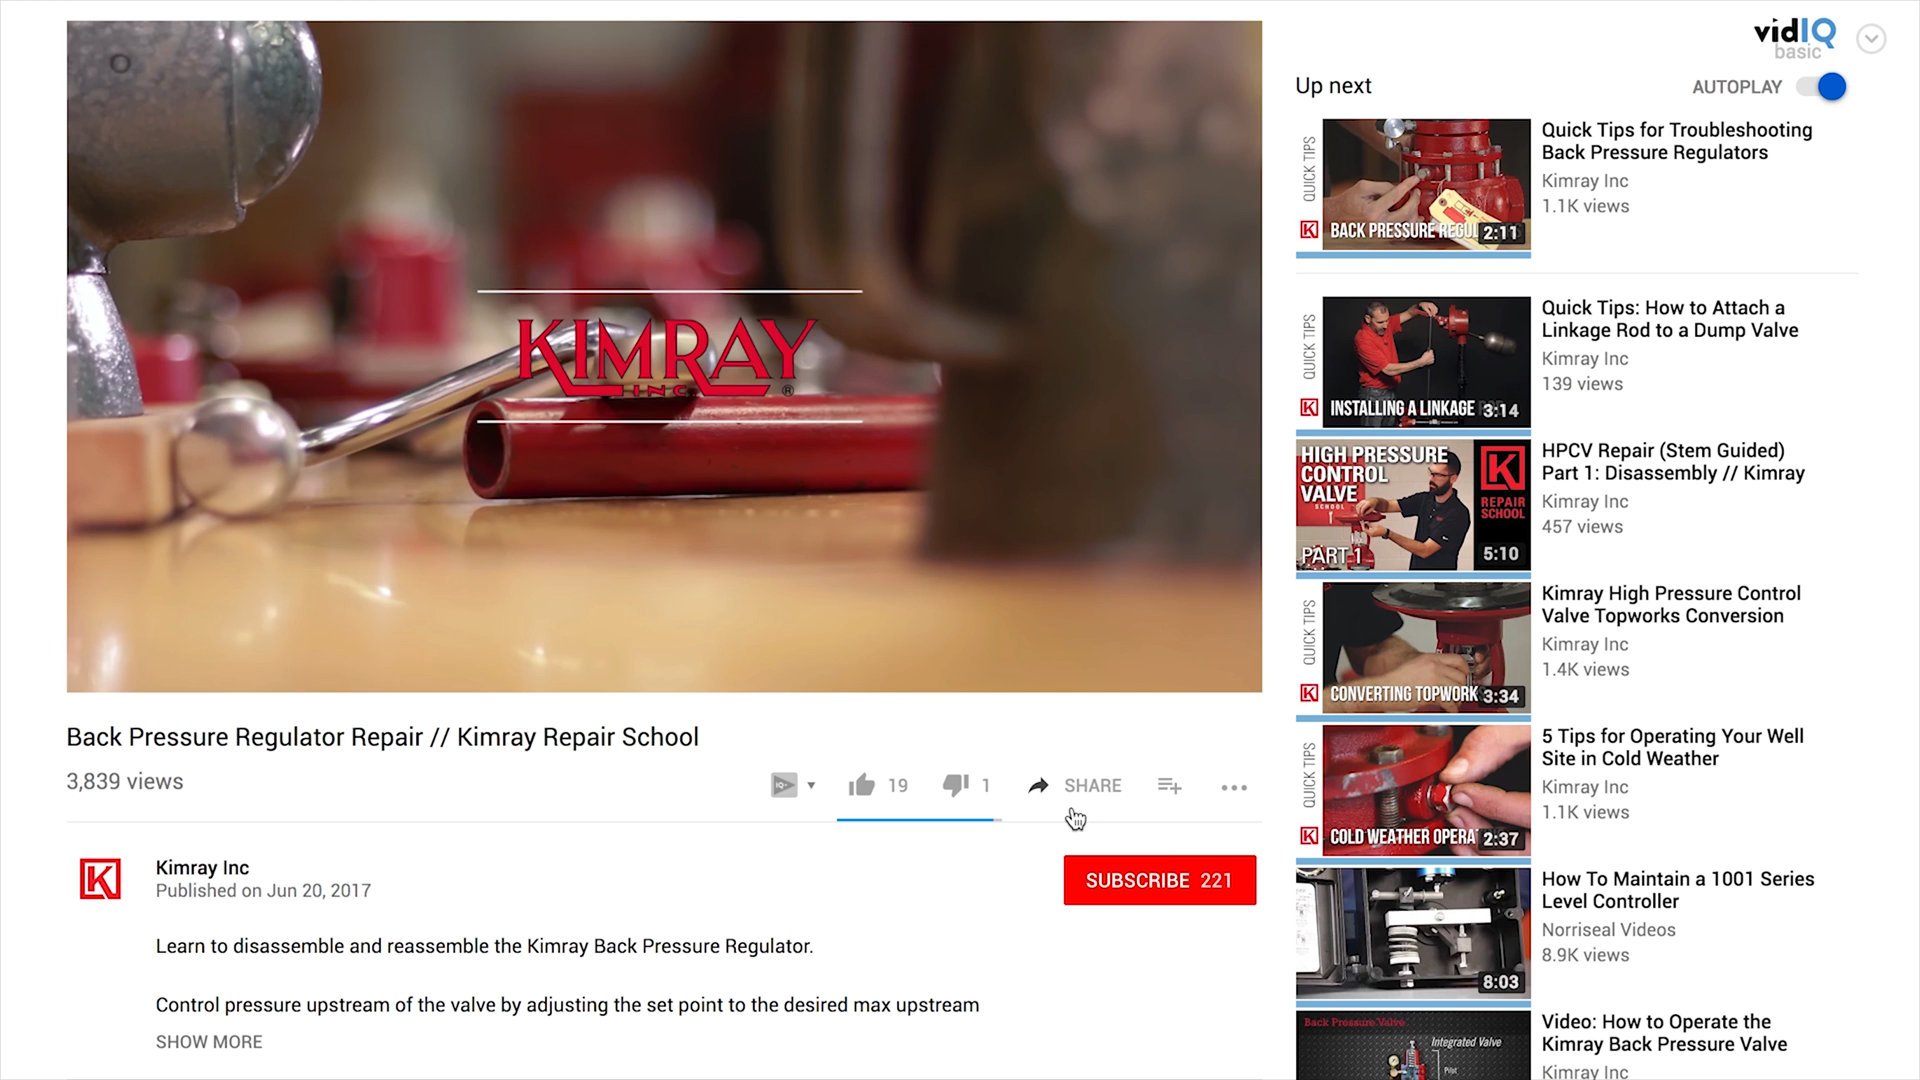 KIMRAY
INC.
®
Back Pressure Regulator Repair // Kimray Repair School
3,839 views
19
1
SHARE
Kimray Inc
Published on Jun 20, 2017
SUBSCRIBE 221
Learn to disassemble and reassemble the Kimray Back Pressure Regulator.
Control pressure upstream of the valve by adjusting the set point to the desired max upstream
SHOW MORE
vidIQ
basic
Up next
AUTOPLAY
QUICK TIPS
BACK PRESSURE REGUL
2:11
Quick Tips for Troubleshooting
Back Pressure Regulators
Kimray Inc
1.1K views
QUICK TIPS
INSTALLING A LINKAGE
3:14
Quick Tips: How to Attach a
Linkage Rod to a Dump Valve
Kimray Inc
139 views
HIGH PRESSURE
CONTROL
VALVE
SCHOOL
PART 1
K
REPAIR
SCHOOL
5:10
HPCV Repair (Stem Guided)
Part 1: Disassembly // Kimray
Kimray Inc
457 views
QUICK TIPS
CONVERTING TOPWORK
3:34
Kimray High Pressure Control
Valve Topworks Conversion
Kimray Inc
1.4K views
QUICK TIPS
COLD WEATHER OPERA
2:37
5 Tips for Operating Your Well
Site in Cold Weather
Kimray Inc
1.1K views
8:03
How To Maintain a 1001 Series
Level Controller
Norriseal Videos
8.9K views
Back Pressure Valve
Integrated Valve
Pilot
Video: How to Operate the
Kimray Back Pressure Valve
Kimray Inc